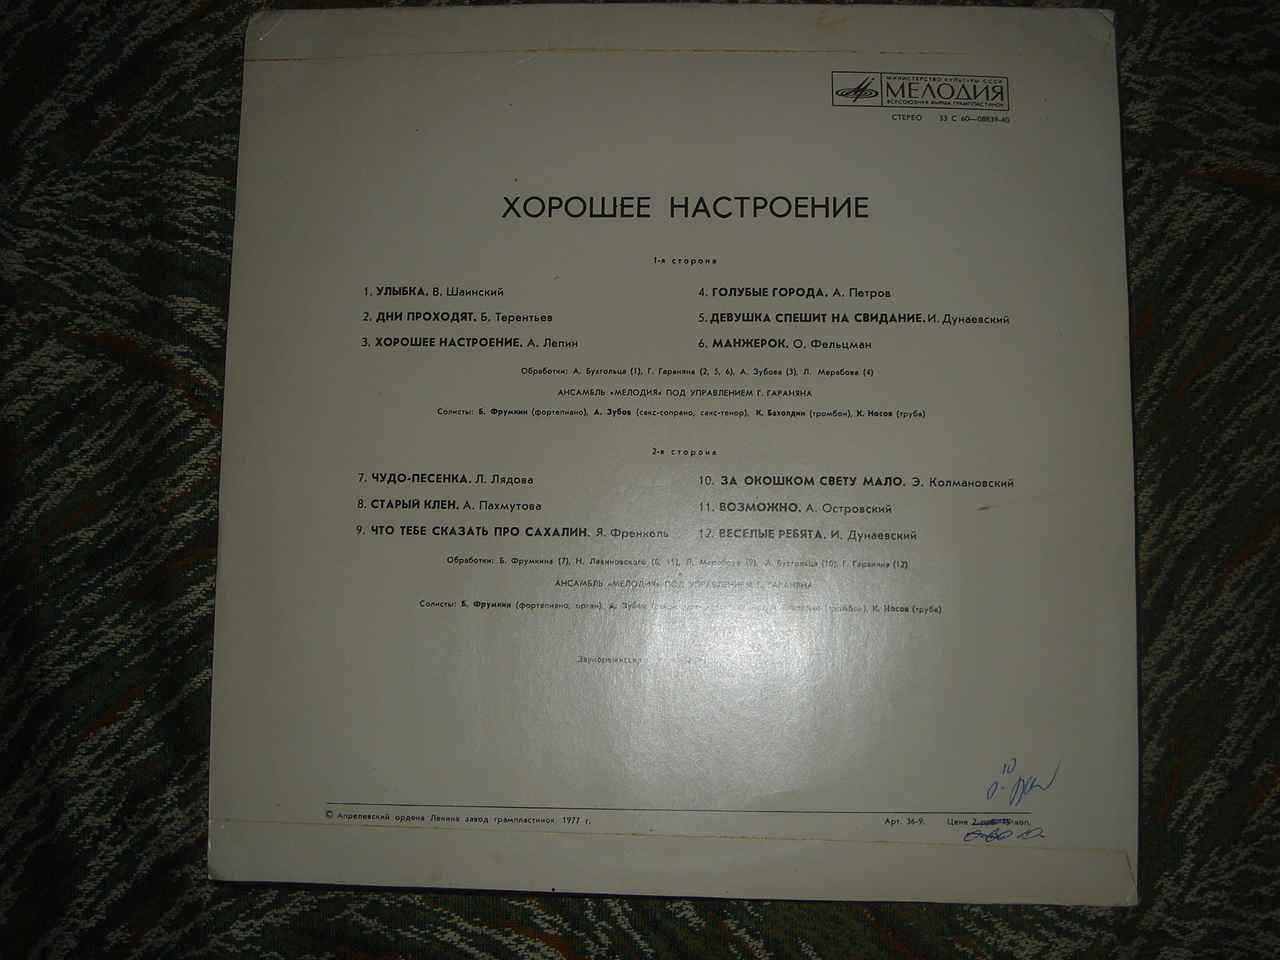 МИНИСТЕРСТВО КУЛЬТУРЫ СССР
МЕЛОДИЯ
ВСЕСОЮЗНАЯ ФИРМА ГРАМПЛАСТИНОК
СТЕРЕО 33 С 60—08839-40
ХОРОШЕЕ НАСТРОЕНИЕ
1-я сторона
1. УЛЫБКА. В. Шаинский
2. ДНИ ПРОХОДЯТ. Б. Терентьев
3. ХОРОШЕЕ НАСТРОЕНИЕ. А. Лепин
4. ГОЛУБЫЕ ГОРОДА. А. Петров
5. ДЕВУШКА СПЕШИТ НА СВИДАНИЕ. И. Дунаевский
6. МАНЖЕРОК. О. Фельцман
Обработки: А. Бухгольца (1), Г. Гараняна (2, 5, 6), А. Зубова (3), Л. Мерабова (4)
АНСАМБЛЬ «МЕЛОДИЯ» ПОД УПРАВЛЕНИЕМ Г. ГАРАНЯНА
Солисты: Б. Фрумкин (фортепиано), А. Зубов (сакс-сопрано, сакс-тенор), К. Бахолдин (тромбон), К. Носов (труба)
2-я сторона
7. ЧУДО-ПЕСЕНКА. Л. Лядова
8. СТАРЫЙ КЛЕН. А. Пахмутова
9. ЧТО ТЕБЕ СКАЗАТЬ ПРО САХАЛИН. Я. Френкель
10. ЗА ОКОШКОМ СВЕТУ МАЛО. Э. Колмановский
11. ВОЗМОЖНО. А. Островский
12. ВЕСЕЛЫЕ РЕБЯТА. И. Дунаевский
Обработки: Б. Фрумкина (7), Н. Левиновского (8, 11), Л. Мерабова (9), А. Бухгольца (10), Г. Гараняна (12)
АНСАМБЛЬ «МЕЛОДИЯ» ПОД УПРАВЛЕНИЕМ Г. ГАРАНЯНА
Солисты: Б. Фрумкин (фортепиано, орган), А. Зубов (тромбон), К. Носов (труба)
Звукорежиссер
10
© Апрелевский ордена Ленина завод грампластинок. 1977 г.
Арт. 36-9. Цена 2 руб. 15 коп.